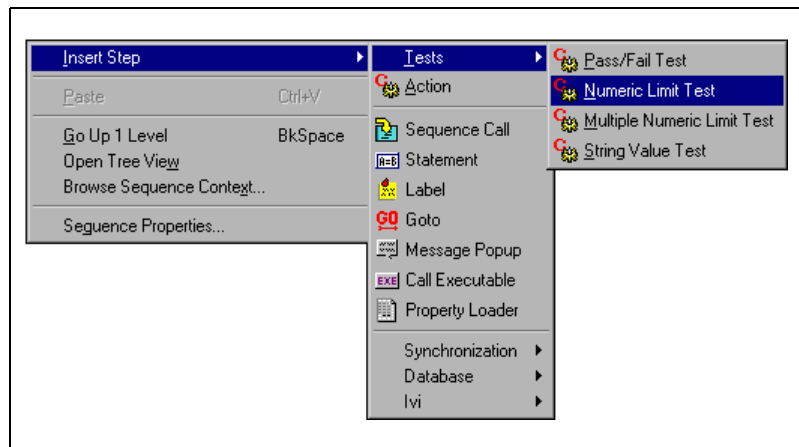 Insert Step
Paste Ctrl+V
Go Up 1 Level BkSpace
Open Tree View
Browse Sequence Context...
Sequence Properties...
Tests
Action
Sequence Call
A=B Statement
Label
GO Goto
Message Popup
EXE Call Executable
Property Loader
Synchronization
Database
Ivi
C Pass/Fail Test
C Numeric Limit Test
C Multiple Numeric Limit Test
C String Value Test